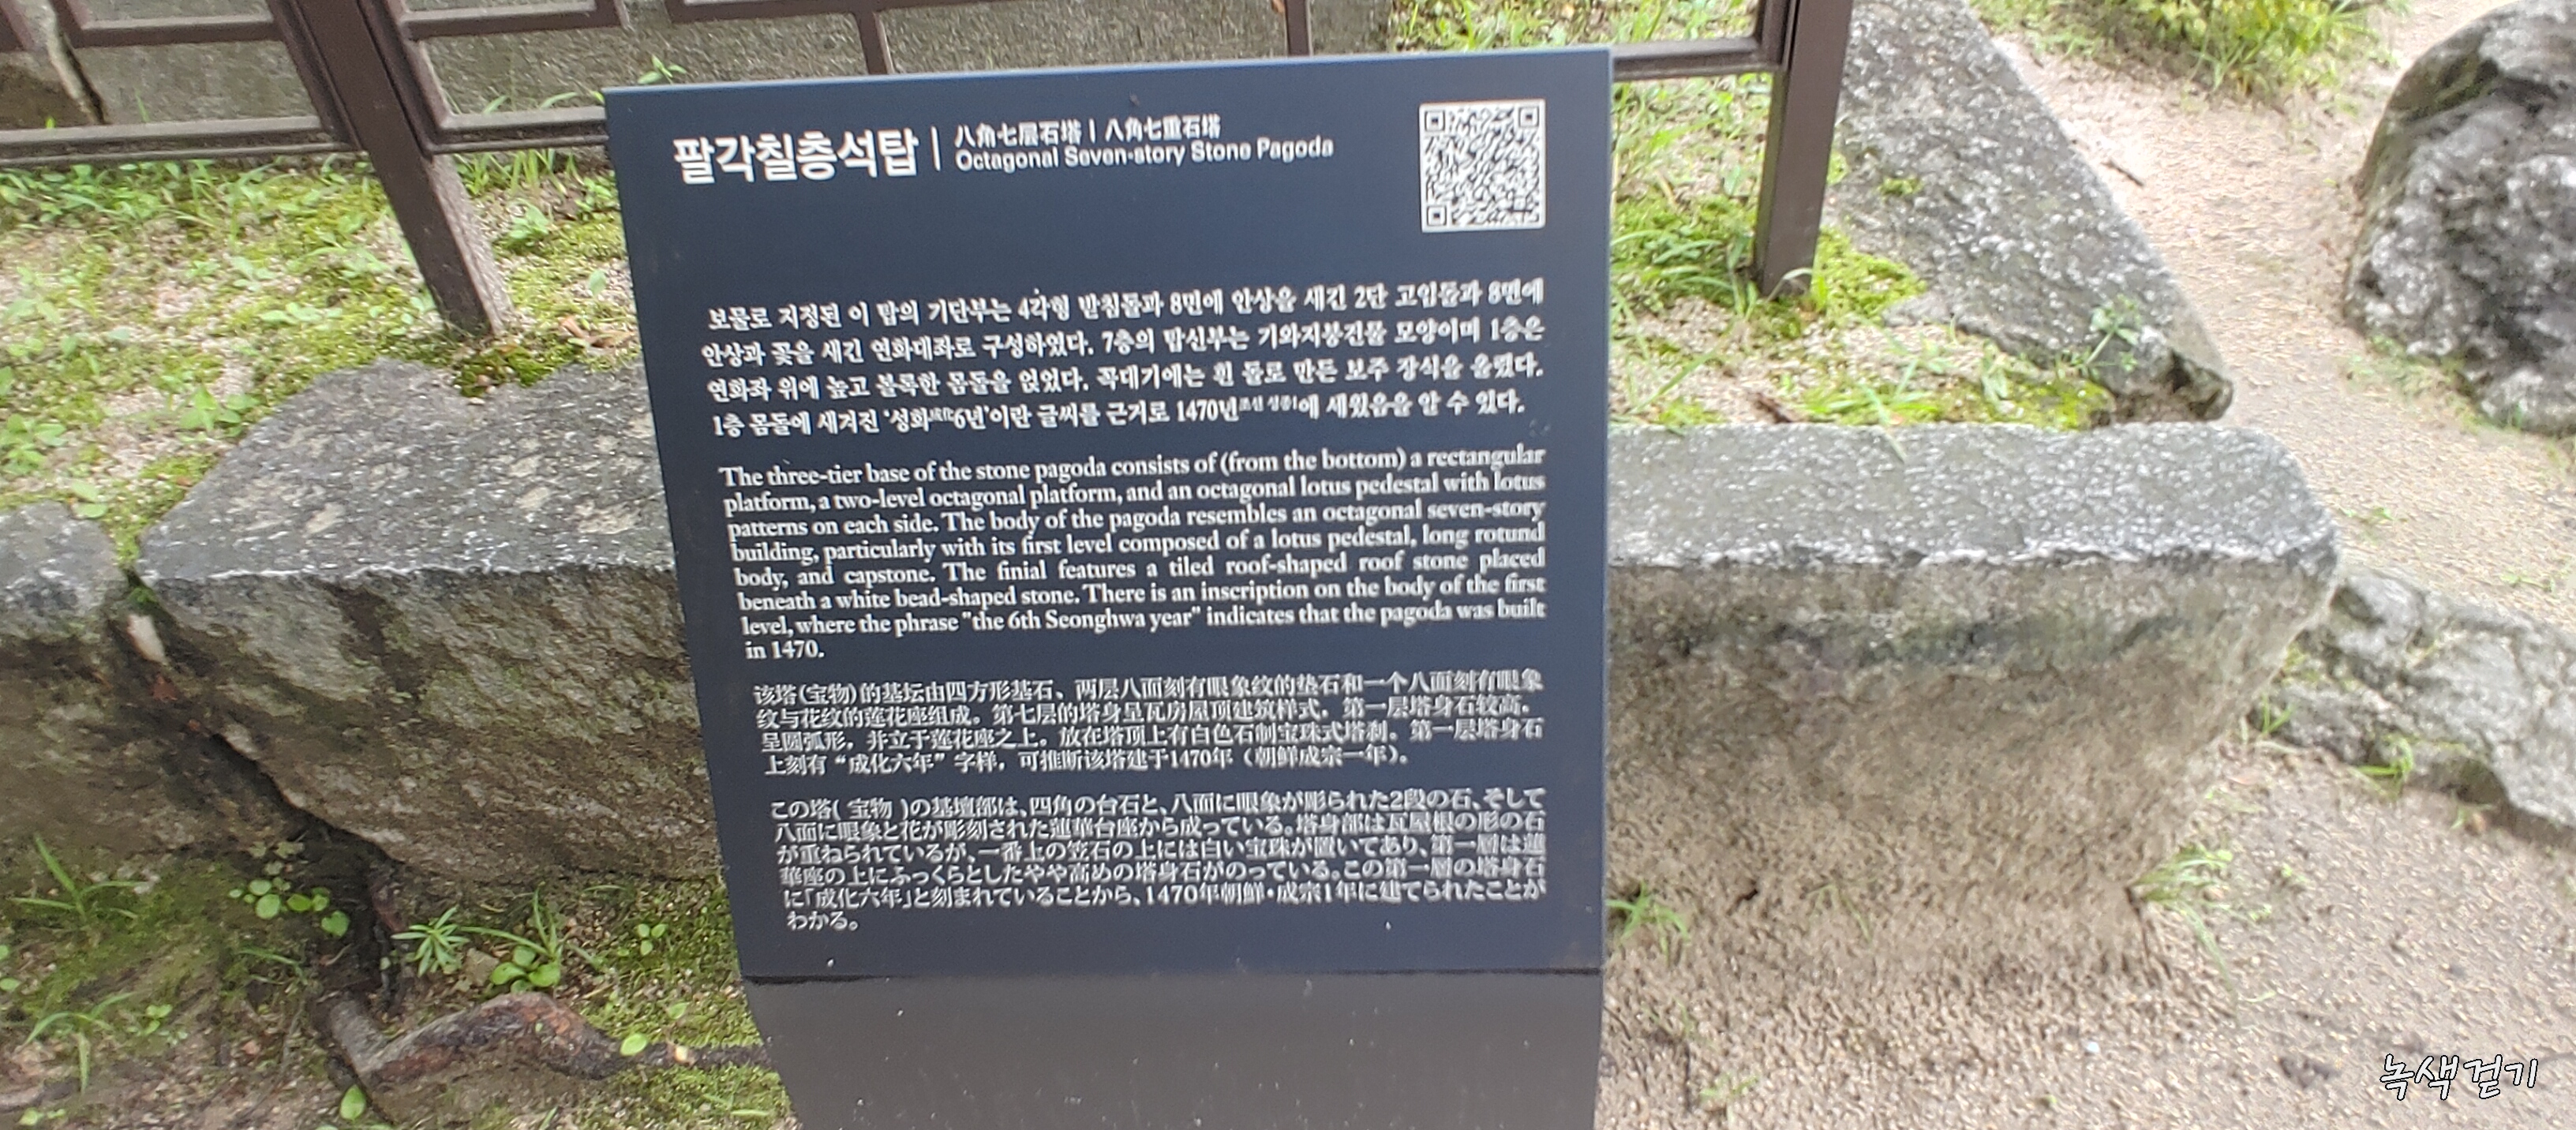 팔각칠층석탑 | 八角七层石塔 | 八角七重石塔
Octagonal Seven-story Stone Pagoda
보물로 지정된 이 탑의 기단부는 4각형 받침돌과 8면에 안상을 새긴 2단 고임돌과 8면에
안상과 꽃을 새긴 연화대좌로 구성하였다. 7층의 탑신부는 기와지붕건물 모양이며 1층은
연화좌 위에 높고 볼록한 몸돌을 얹었다. 꼭대기에는 흰 돌로 만든 보주 장식을 올렸다.
1층 몸돌에 새겨진 ‘성화成化6년’이란 글씨를 근거로 1470년조선 성종1에 세웠음을 알 수 있다.
The three-tier base of the stone pagoda consists of (from the bottom) a rectangular
platform, a two-level octagonal platform, and an octagonal lotus pedestal with lotus
patterns on each side. The body of the pagoda resembles an octagonal seven-story
building, particularly with its first level composed of a lotus pedestal, long rotund
body, and capstone. The finial features a tiled roof-shaped roof stone placed
beneath a white bead-shaped stone. There is an inscription on the body of the first
level, where the phrase "the 6th Seonghwa year" indicates that the pagoda was built
in 1470.
该塔(宝物)的基坛由四方形基石、两层八面刻有眼象纹的垫石和一个八面刻有眼象
纹与花纹的莲花座组成。第七层的塔身呈瓦房屋顶建筑样式，第一层塔身石较高，
呈圆弧形，并立于莲花座之上。放在塔顶上有白色石制宝珠式塔刹。第一层塔身石
上刻有“成化六年”字样，可推断该塔建于1470年（朝鲜成宗一年）。
この塔( 宝物 )の基壇部は、四角の台石と、八面に眼象が彫られた2段の石、そして
八面に眼象と花が彫刻された蓮華台座から成っている。塔身部は瓦屋根の形の石
が重ねられているが、一番上の笠石の上には白い宝珠が置いてあり、第一層は蓮
華座の上にふっくらとしたやや高めの塔身石がのっている。この第一層の塔身石
に「成化六年」と刻まれていることから、1470年朝鮮・成宗1年に建てられたことが
わかる。
녹색걷기